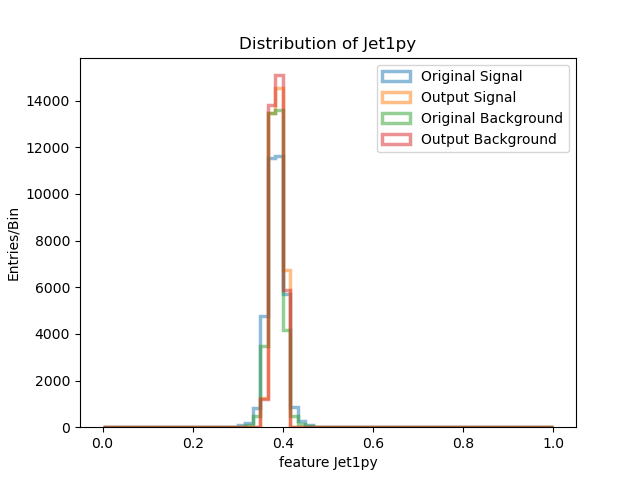 Distribution of Jet1py
Original Signal
Output Signal
Original Background
Output Background
Entries/Bin
14000
12000
10000
8000
6000
4000
2000
0
0.0 0.2 0.4 0.6 0.8 1.0
feature Jet1py